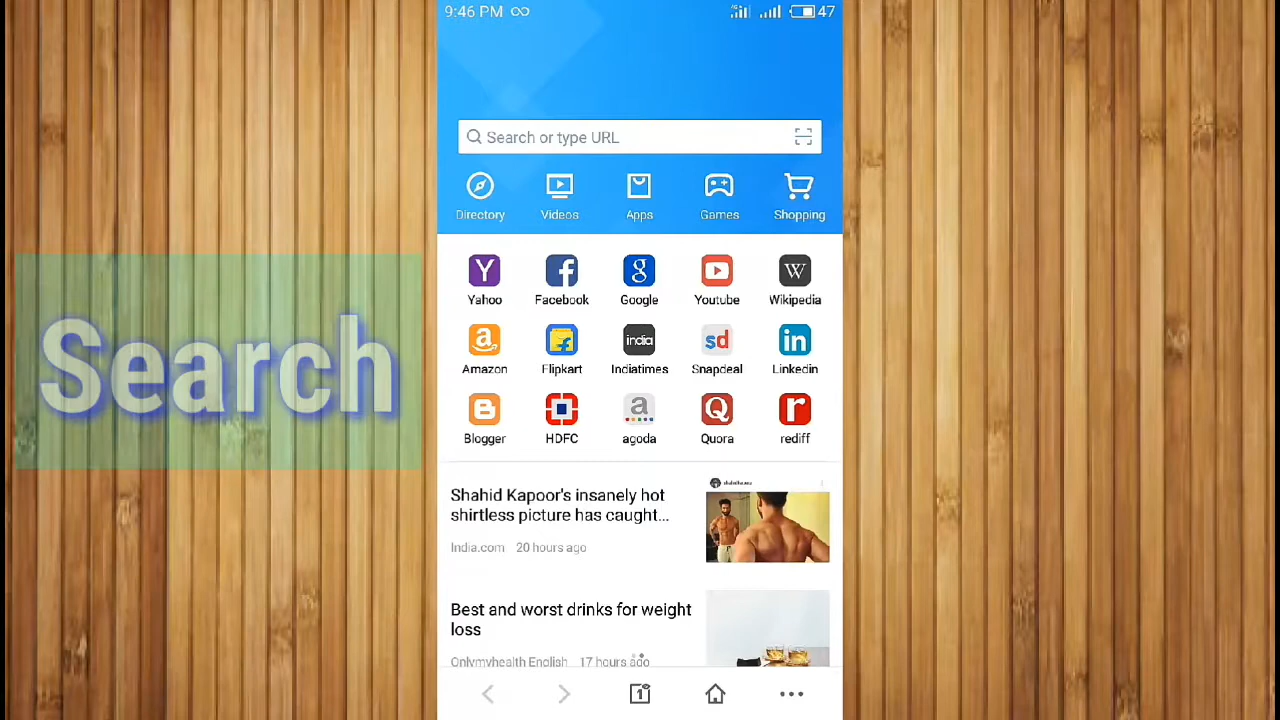 9:46 PM
4G
47
Search or type URL
Directory Videos Apps Games Shopping
Y f g W
Yahoo Facebook Google Youtube Wikipedia
a f india sd in
Amazon Flipkart Indiatimes Snapdeal Linkedin
B a Q r
Blogger HDFC agoda Quora rediff
Search
Shahid Kapoor's insanely hot
shirtless picture has caught...
India.com 20 hours ago
Best and worst drinks for weight
loss
Onlymyhealth English 17 hours ago
1